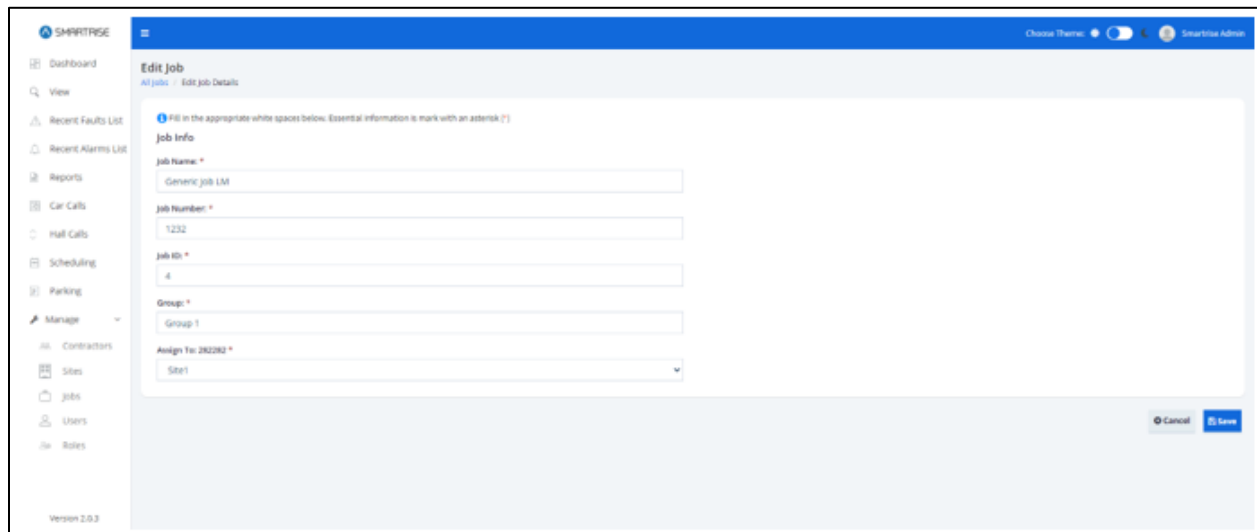 SMARTRISE
Choose Theme:
Smartrise Admin
Dashboard
View
Recent Faults List
Recent Alarms List
Reports
Car Calls
Hall Calls
Scheduling
Parking
Manage
Contractors
Sites
Jobs
Users
Roles
Version 2.0.3
Edit Job
All Jobs / Edit Job Details
Fill in the appropriate white spaces below. Essential information is mark with an asterisk (*)
Job Info
Job Name: *
Generic Job LM
Job Number: *
1232
Job ID: *
4
Group: *
Group 1
Assign To: 282282 *
Site1
Cancel
Save